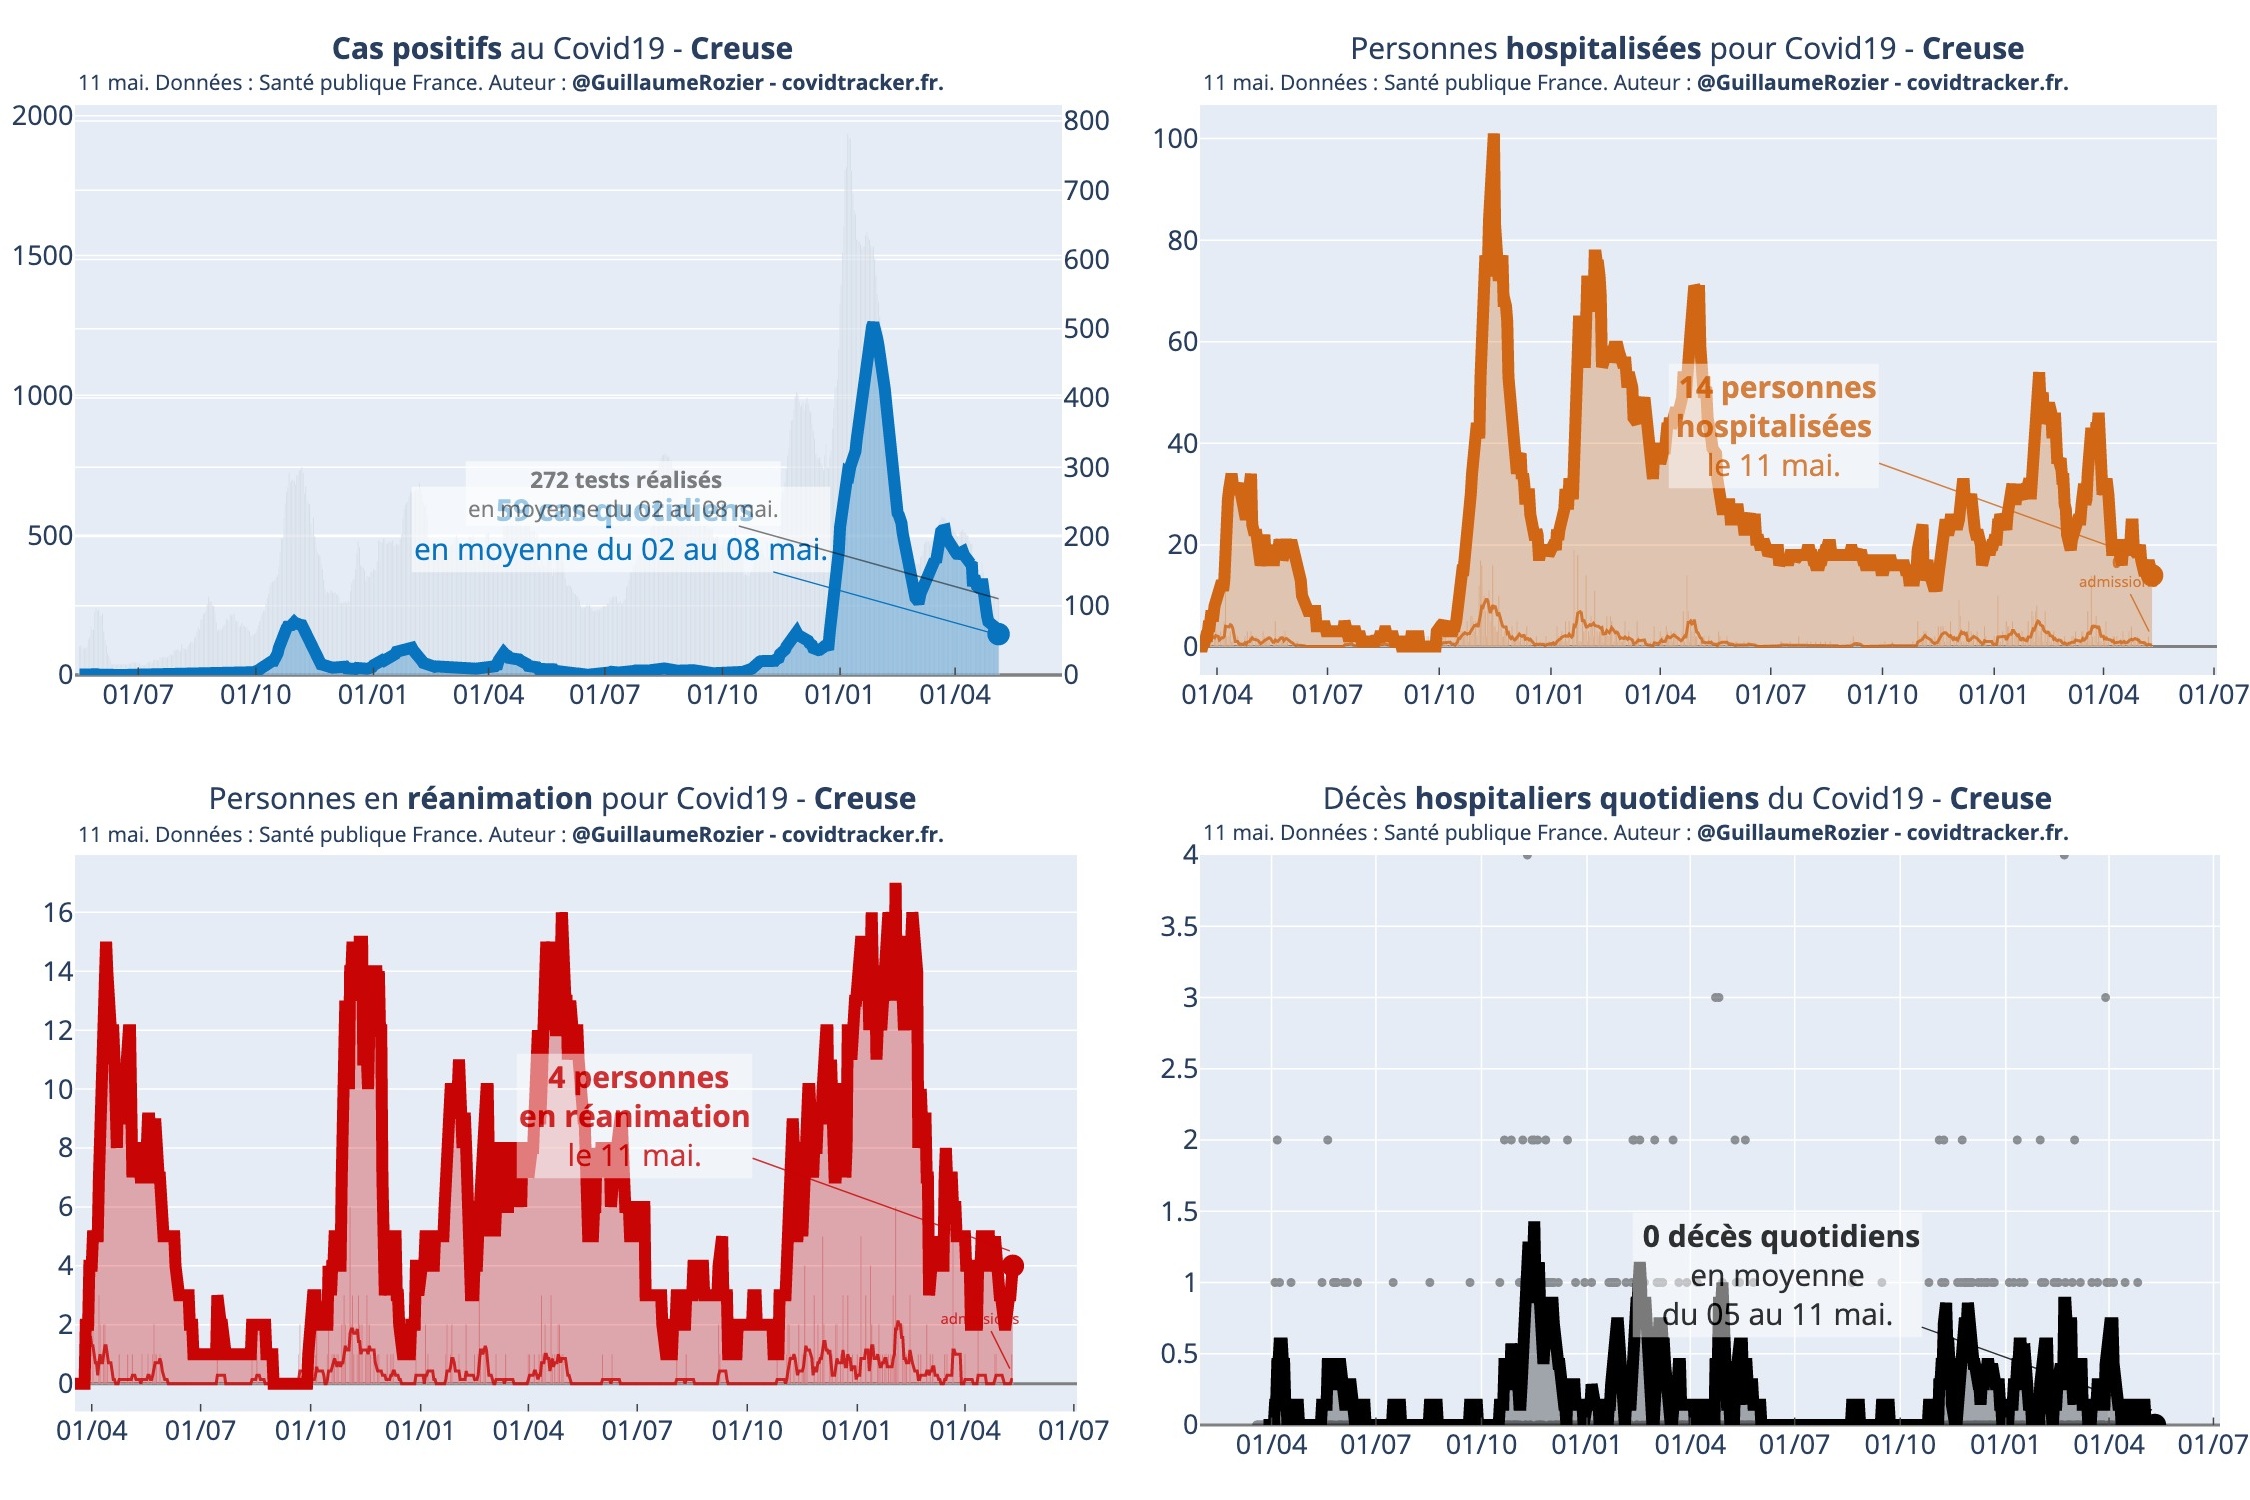 Cas positifs au Covid19 - Creuse
11 mai. Données : Santé publique France. Auteur : @GuillaumeRozier - covidtracker.fr.
2000
1500
1000
500
0
800
700
600
500
400
300
200
100
0
272 tests réalisés
en moyenne du 02 au 08 mai.
59 cas quotidiens
en moyenne du 02 au 08 mai.
01/07 01/10 01/01 01/04 01/07 01/10 01/01 01/04
Personnes hospitalisées pour Covid19 - Creuse
11 mai. Données : Santé publique France. Auteur : @GuillaumeRozier - covidtracker.fr.
100
80
60
40
20
0
14 personnes
hospitalisées
le 11 mai.
01/04 01/07 01/10 01/01 01/04 01/07 01/10 01/01 01/04 01/07
Personnes en réanimation pour Covid19 - Creuse
11 mai. Données : Santé publique France. Auteur : @GuillaumeRozier - covidtracker.fr.
16
14
12
10
8
6
4
2
0
4 personnes
en réanimation
le 11 mai.
admissions
01/04 01/07 01/10 01/01 01/04 01/07 01/10 01/01 01/04 01/07
Décès hospitaliers quotidiens du Covid19 - Creuse
11 mai. Données : Santé publique France. Auteur : @GuillaumeRozier - covidtracker.fr.
4
3.5
3
2.5
2
1.5
1
0.5
0
0 décès quotidiens
en moyenne
du 05 au 11 mai.
01/04 01/07 01/10 01/01 01/04 01/07 01/10 01/01 01/04 01/07